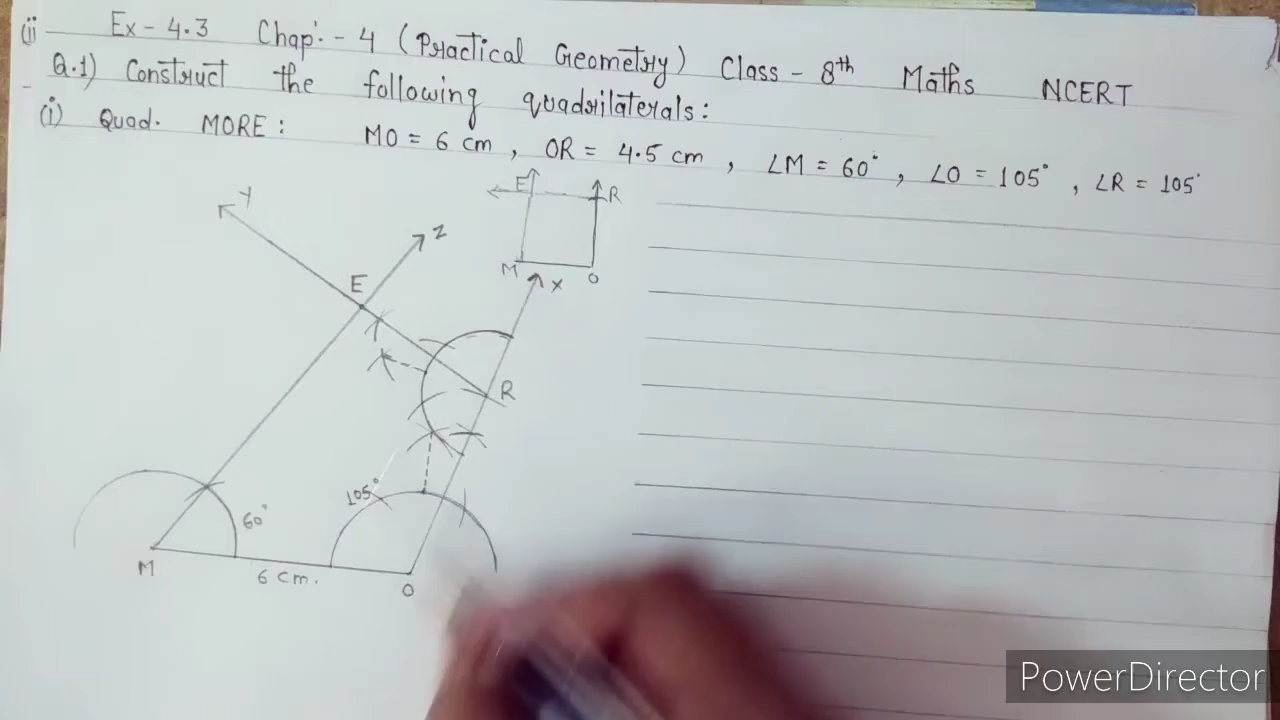 (ii Ex - 4.3 Chap: - 4 (Practical Geometry) Class - 8th Maths NCERT
Q.1) Construct the following quadrilaterals:
(i) Quad. MORE: MO = 6 cm, OR = 4.5 cm, ∠M = 60°, ∠O = 105°, ∠R = 105°
E R
M O
Y Z
E
X
R
105°
60°
M 6 cm. O
PowerDirector